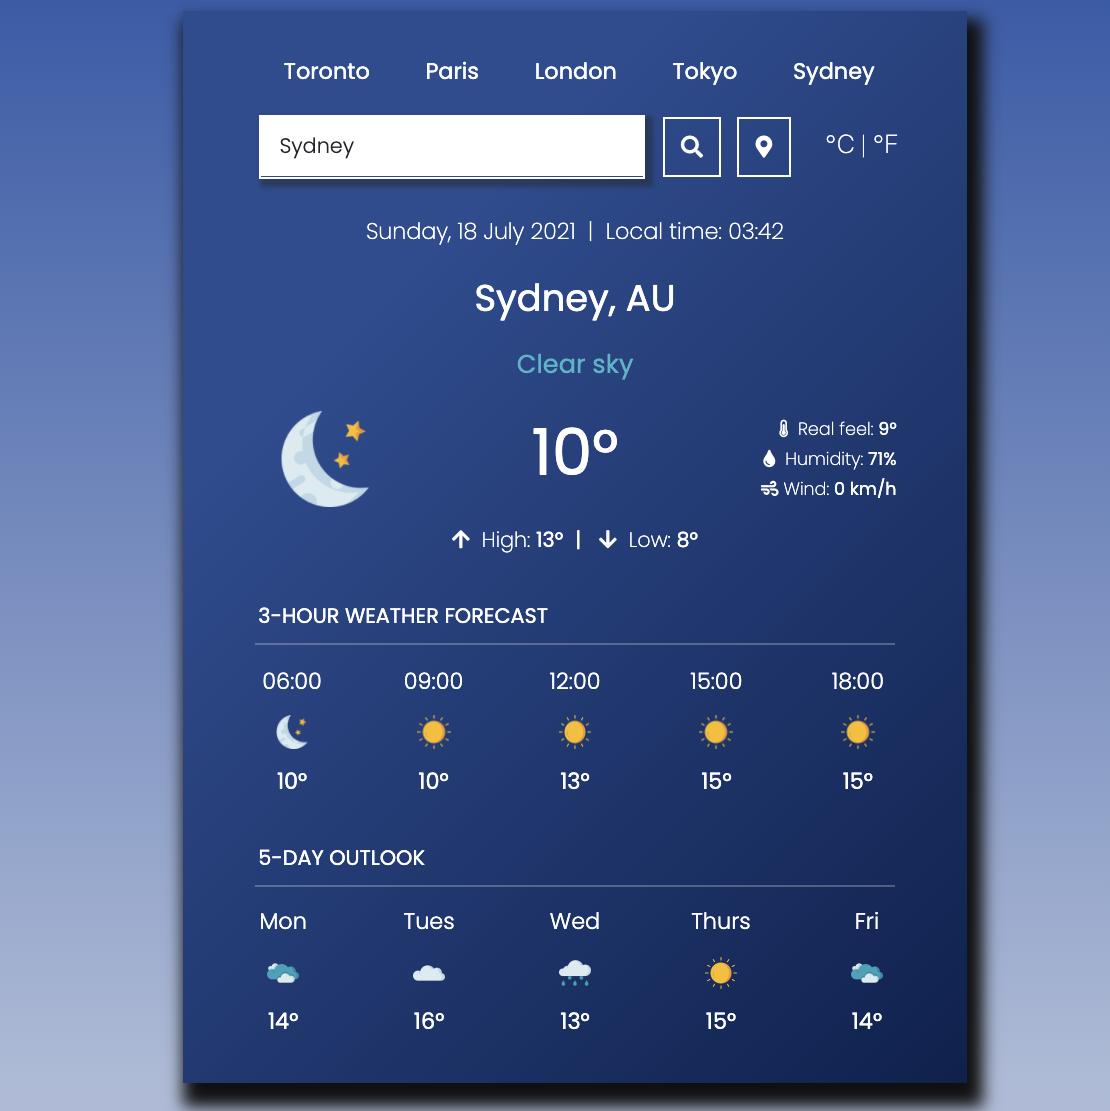 Toronto Paris London Tokyo Sydney
Sydney °C | °F
Sunday, 18 July 2021 | Local time: 03:42
Sydney, AU
Clear sky
10°
Real feel: 9°
Humidity: 71%
Wind: 0 km/h
High: 13° | Low: 8°
3-HOUR WEATHER FORECAST
06:00 09:00 12:00 15:00 18:00
10° 10° 13° 15° 15°
5-DAY OUTLOOK
Mon Tues Wed Thurs Fri
14° 16° 13° 15° 14°